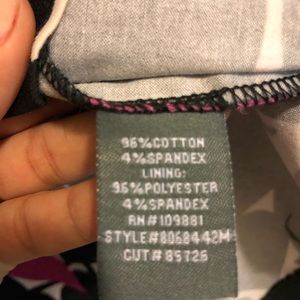 96%COTTON
4%SPANDEX
LINING:
96%POLYESTER
4%SPANDEX
RN#109881
STYLE#8068442M
CUT#85726